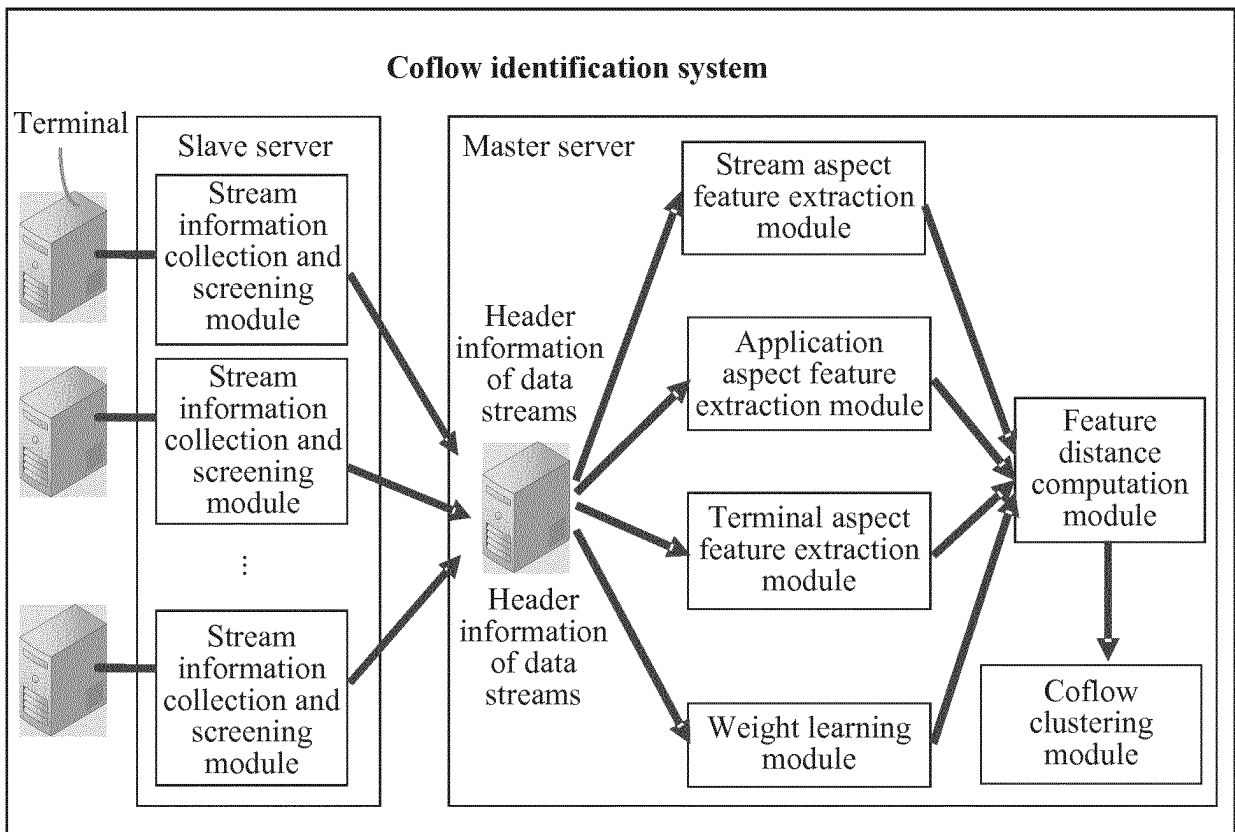 Coflow identification system
Terminal
Slave server
Stream
information
collection and
screening
module
Stream
information
collection and
screening
module
⋮
Stream
information
collection and
screening
module
Master server
Header
information
of data
streams
Header
information
of data
streams
Stream aspect
feature extraction
module
Application
aspect feature
extraction module
Terminal aspect
feature extraction
module
Weight learning
module
Feature
distance
computation
module
Coflow
clustering
module